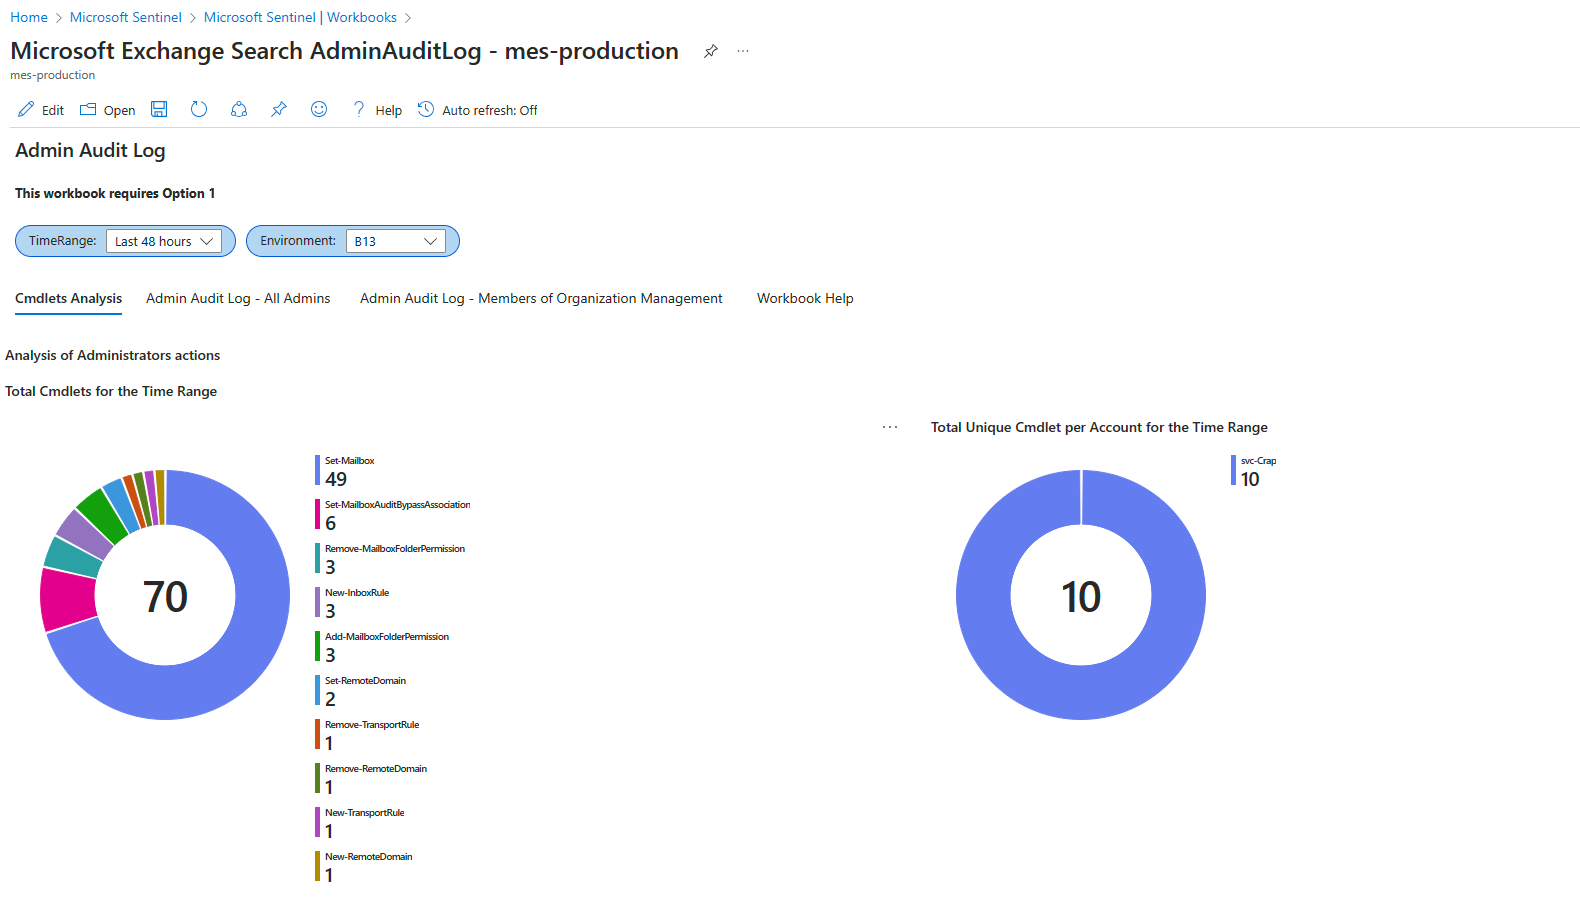 Home > Microsoft Sentinel > Microsoft Sentinel | Workbooks >
Microsoft Exchange Search AdminAuditLog - mes-production
mes-production
Edit Open Help Auto refresh: Off
Admin Audit Log
This workbook requires Option 1
TimeRange: Last 48 hours Environment: B13
Cmdlets Analysis Admin Audit Log - All Admins Admin Audit Log - Members of Organization Management Workbook Help
Analysis of Administrators actions
Total Cmdlets for the Time Range
70
Set-Mailbox
49
Set-MailboxAuditBypassAssociation
6
Remove-MailboxFolderPermission
3
New-InboxRule
3
Add-MailboxFolderPermission
3
Set-RemoteDomain
2
Remove-TransportRule
1
Remove-RemoteDomain
1
New-TransportRule
1
New-RemoteDomain
1
Total Unique Cmdlet per Account for the Time Range
10
svc-Crap
10